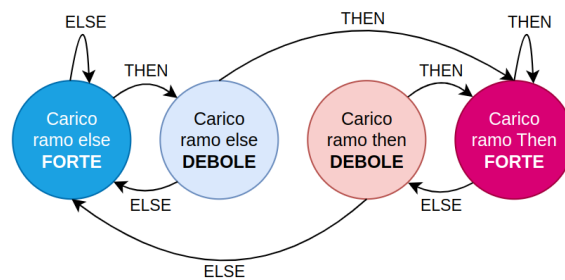 ELSE
THEN
THEN
THEN
THEN
Carico
ramo else
FORTE
Carico
ramo else
DEBOLE
Carico
ramo then
DEBOLE
Carico
ramo Then
FORTE
ELSE
ELSE
ELSE